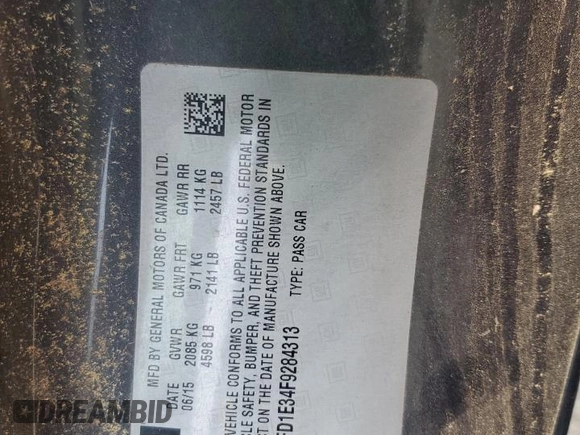 MFD BY GENERAL MOTORS OF CANADA LTD.
DATE GVWR GAWR FRT GAWR RR
06/15 2085 KG 971 KG 1114 KG
4598 LB 2141 LB 2457 LB
VEHICLE CONFORMS TO ALL APPLICABLE U.S. FEDERAL MOTOR
SAFETY, BUMPER, AND THEFT PREVENTION STANDARDS IN
ON THE DATE OF MANUFACTURE SHOWN ABOVE.
FD1E34F9284313 TYPE: PASS CAR
DREAMBID